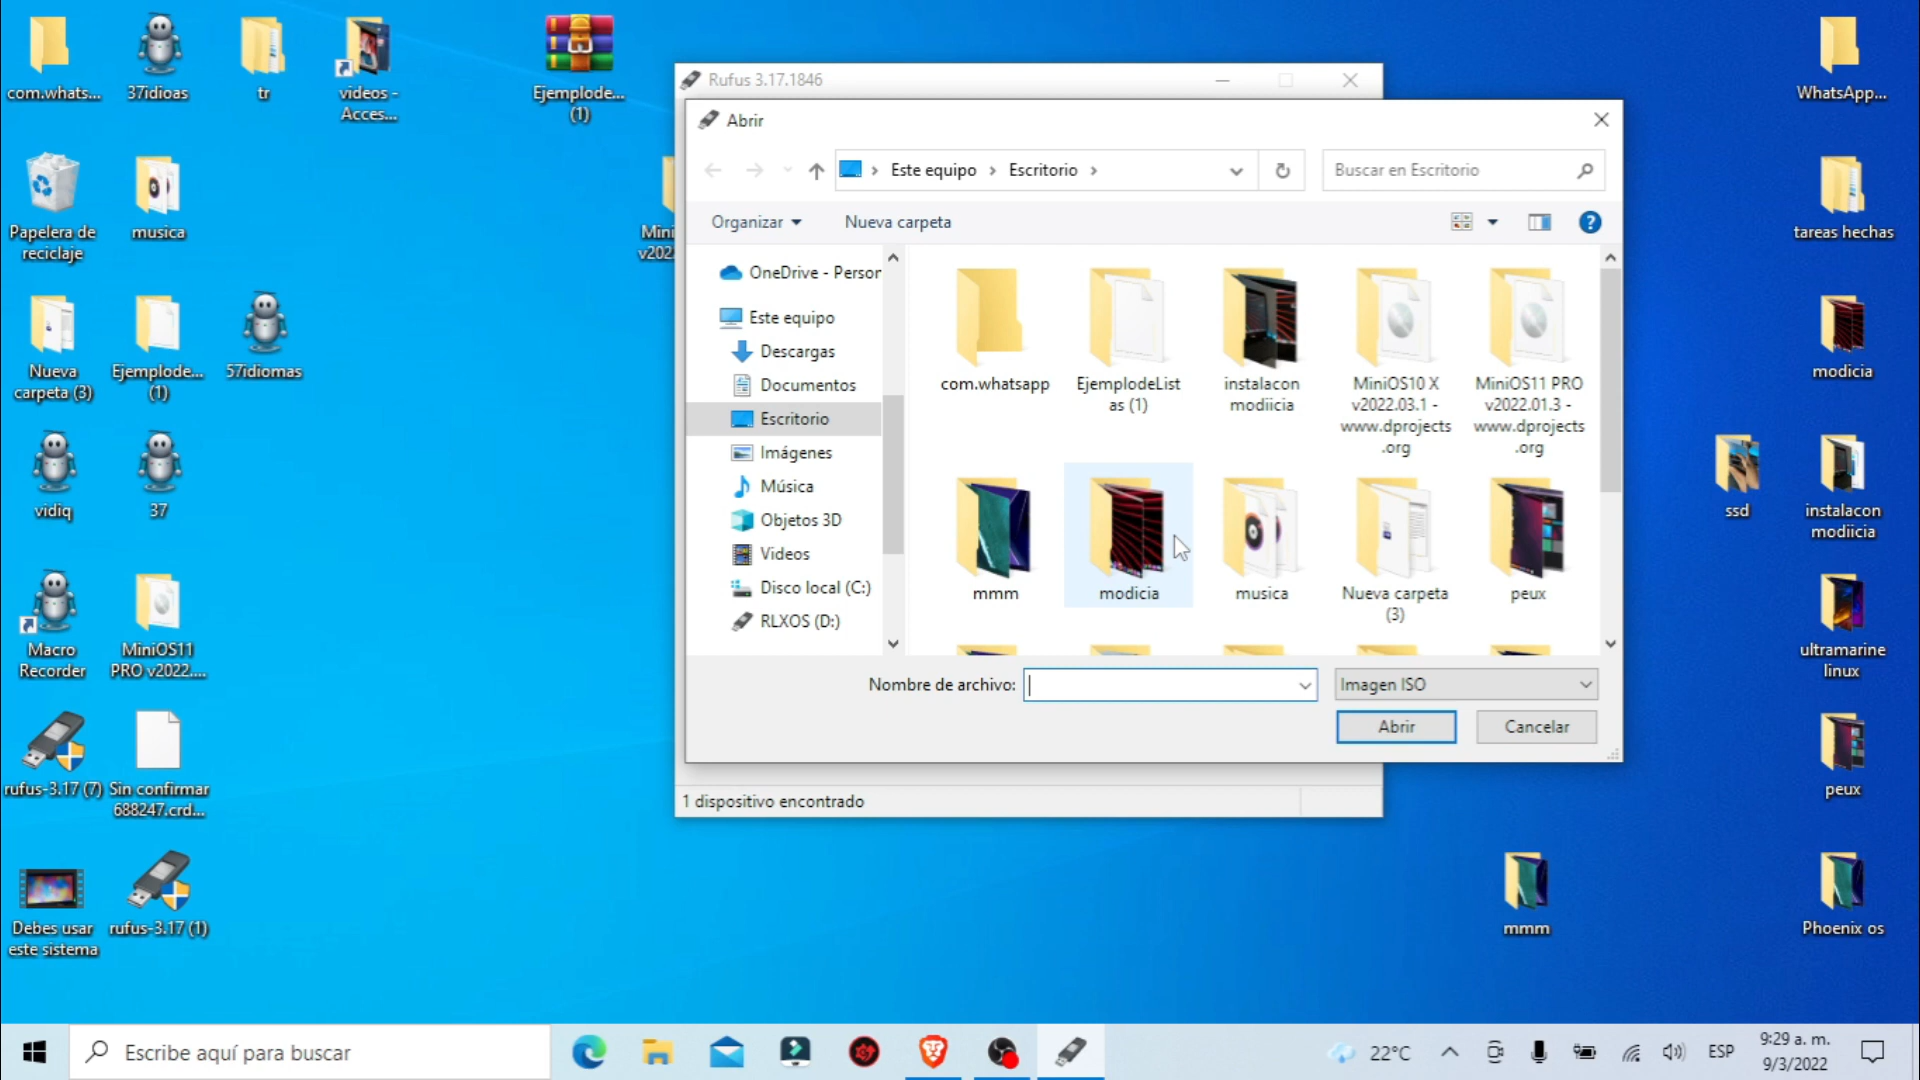 com.whats...
37idioas
tr
videos -
Acces...
Ejemplode...
(1)
Papelera de
reciclaje
musica
Mini
v202
Nueva
carpeta (3)
Ejemplode...
(1)
57idiomas
vidiq
37
Macro
Recorder
MiniOS11
PRO v2022....
rufus-3.17 (7)
Sin confirmar
688247.crd...
Debes usar
este sistema
rufus-3.17 (1)
Rufus 3.17.1846
Abrir
Este equipo
Escritorio
Buscar en Escritorio
Organizar
Nueva carpeta
OneDrive - Person
Este equipo
Descargas
Documentos
Escritorio
Imágenes
Música
Objetos 3D
Videos
Disco local (C:)
RLXOS (D:)
com.whatsapp
EjemplodeList
as (1)
instalacon
modiicia
MiniOS10 X
v2022.03.1 -
www.dprojects
.org
MiniOS11 PRO
v2022.01.3 -
www.dprojects
.org
mmm
modicia
musica
Nueva carpeta
(3)
peux
Nombre de archivo:
Imagen ISO
Abrir
Cancelar
1 dispositivo encontrado
WhatsApp...
tareas hechas
modicia
ssd
instalacon
modiicia
ultramarine
linux
peux
mmm
Phoenix os
Escribe aquí para buscar
22°C
ESP
9:29 a. m.
9/3/2022